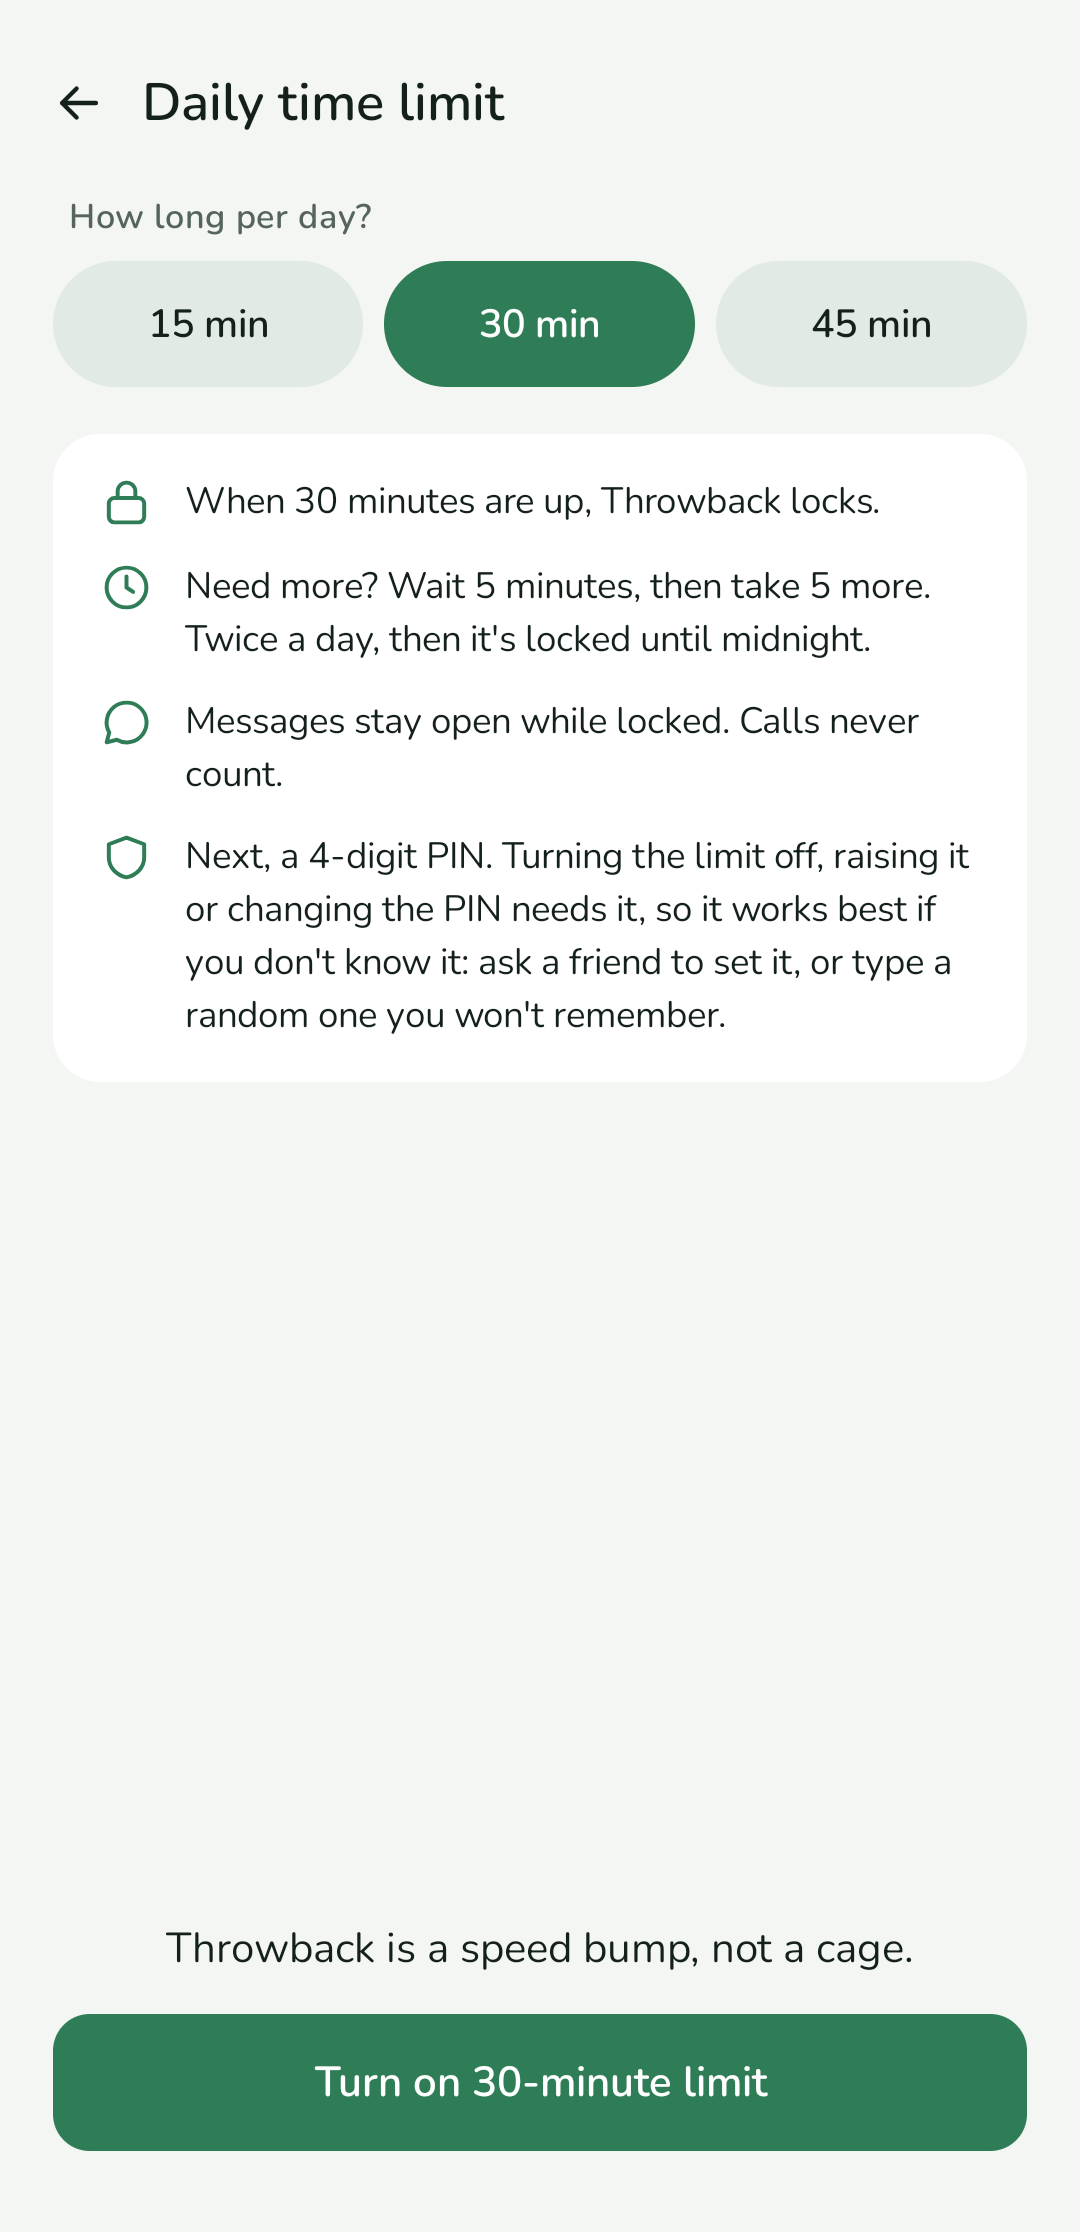 Daily time limit
How long per day?
15 min
30 min
45 min
When 30 minutes are up, Throwback locks.
Need more? Wait 5 minutes, then take 5 more.
Twice a day, then it's locked until midnight.
Messages stay open while locked. Calls never
count.
Next, a 4-digit PIN. Turning the limit off, raising it
or changing the PIN needs it, so it works best if
you don't know it: ask a friend to set it, or type a
random one you won't remember.
Throwback is a speed bump, not a cage.
Turn on 30-minute limit